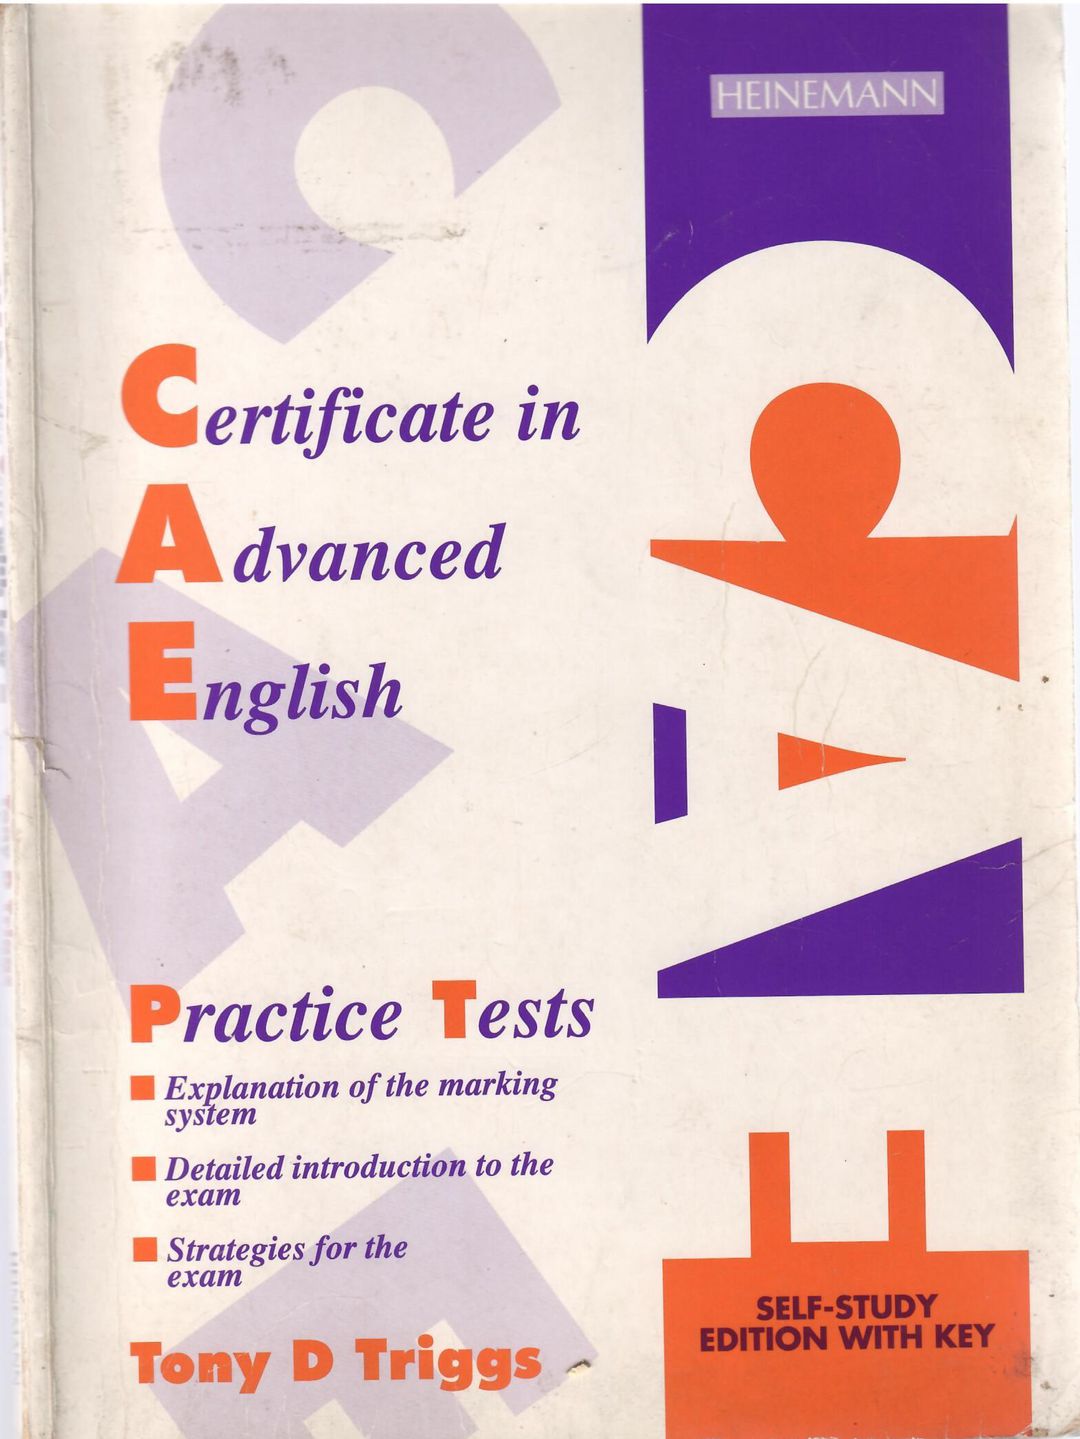 HEINEMANN
Certificate in
Advanced
English
Practice Tests
Explanation of the marking
system
Detailed introduction to the
exam
Strategies for the
exam
Tony D Triggs
SELF-STUDY
EDITION WITH KEY
CAE